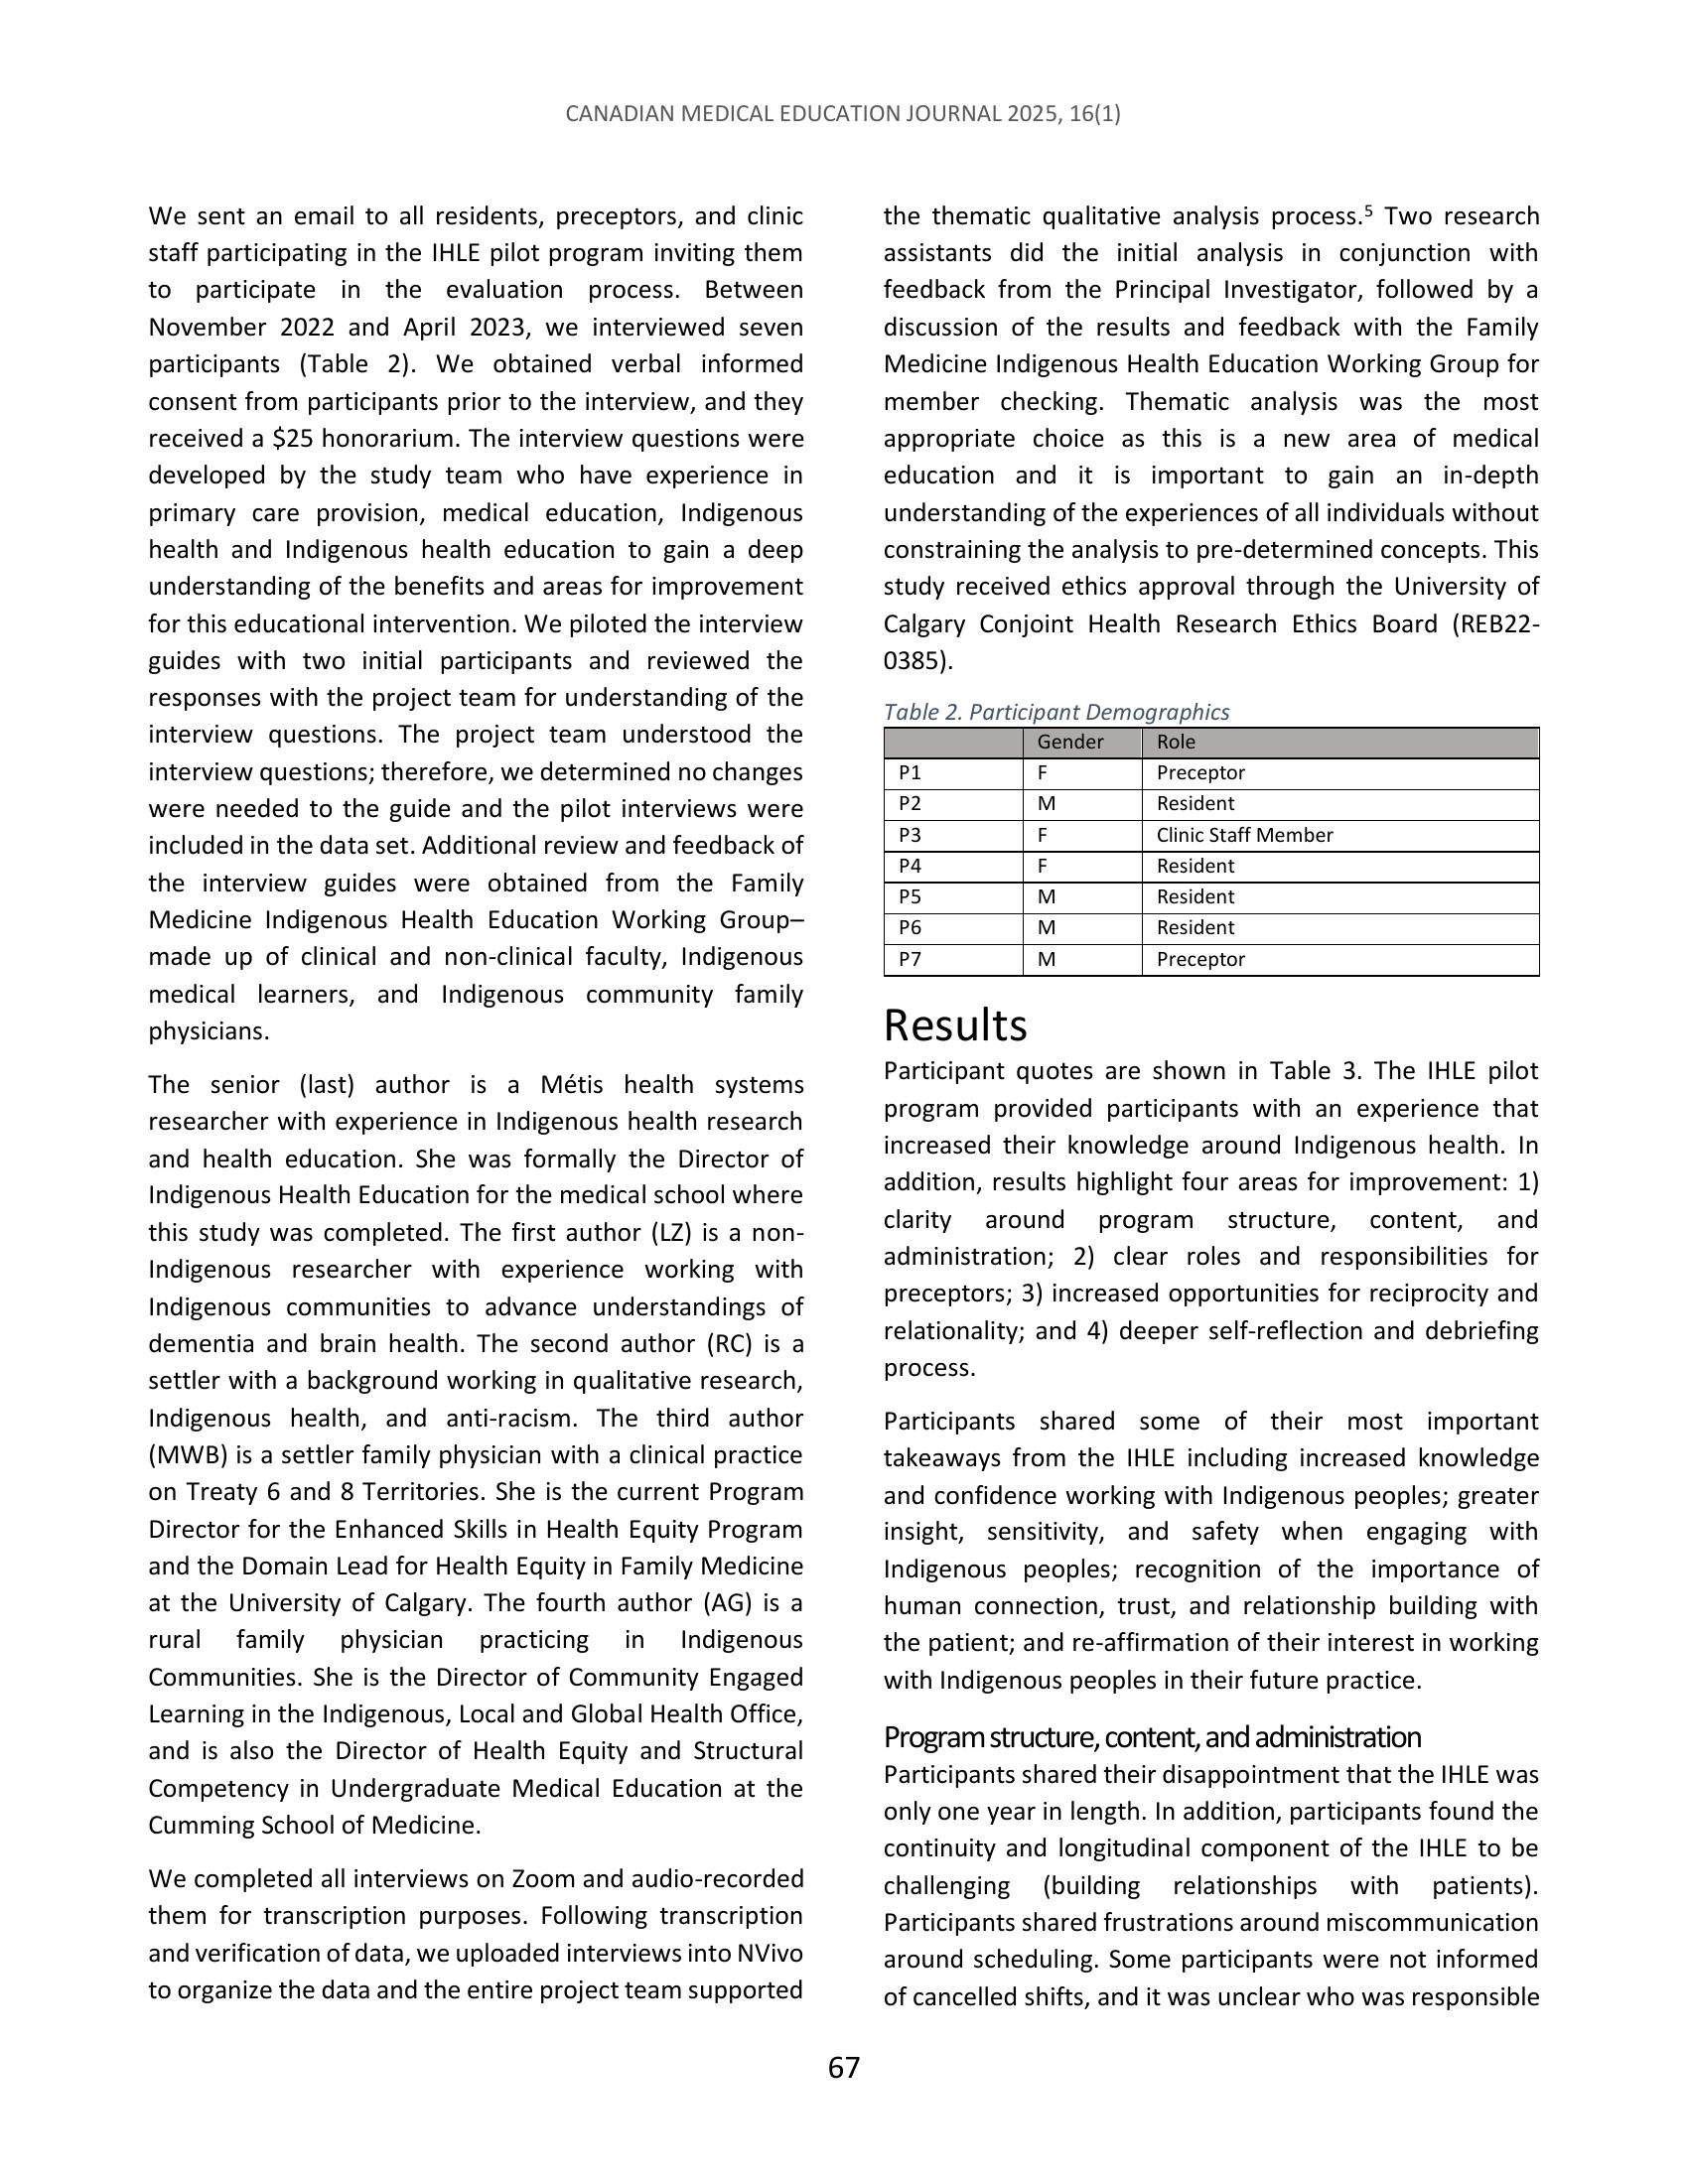 CANADIAN MEDICAL EDUCATION JOURNAL 2025, 16(1)
We sent an email to all residents, preceptors, and clinic
staff participating in the IHLE pilot program inviting them
to participate in the evaluation process. Between
November 2022 and April 2023, we interviewed seven
participants (Table 2). We obtained verbal informed
consent from participants prior to the interview, and they
received a $25 honorarium. The interview questions were
developed by the study team who have experience in
primary care provision, medical education, Indigenous
health and Indigenous health education to gain a deep
understanding of the benefits and areas for improvement
for this educational intervention. We piloted the interview
guides with two initial participants and reviewed the
responses with the project team for understanding of the
interview questions. The project team understood the
interview questions; therefore, we determined no changes
were needed to the guide and the pilot interviews were
included in the data set. Additional review and feedback of
the interview guides were obtained from the Family
Medicine Indigenous Health Education Working Group–
made up of clinical and non-clinical faculty, Indigenous
medical learners, and Indigenous community family
physicians.
The senior (last) author is a Métis health systems
researcher with experience in Indigenous health research
and health education. She was formally the Director of
Indigenous Health Education for the medical school where
this study was completed. The first author (LZ) is a non-
Indigenous researcher with experience working with
Indigenous communities to advance understandings of
dementia and brain health. The second author (RC) is a
settler with a background working in qualitative research,
Indigenous health, and anti-racism. The third author
(MWB) is a settler family physician with a clinical practice
on Treaty 6 and 8 Territories. She is the current Program
Director for the Enhanced Skills in Health Equity Program
and the Domain Lead for Health Equity in Family Medicine
at the University of Calgary. The fourth author (AG) is a
rural family physician practicing in Indigenous
Communities. She is the Director of Community Engaged
Learning in the Indigenous, Local and Global Health Office,
and is also the Director of Health Equity and Structural
Competency in Undergraduate Medical Education at the
Cumming School of Medicine.
We completed all interviews on Zoom and audio-recorded
them for transcription purposes. Following transcription
and verification of data, we uploaded interviews into NVivo
to organize the data and the entire project team supported
the thematic qualitative analysis process.⁵ Two research
assistants did the initial analysis in conjunction with
feedback from the Principal Investigator, followed by a
discussion of the results and feedback with the Family
Medicine Indigenous Health Education Working Group for
member checking. Thematic analysis was the most
appropriate choice as this is a new area of medical
education and it is important to gain an in-depth
understanding of the experiences of all individuals without
constraining the analysis to pre-determined concepts. This
study received ethics approval through the University of
Calgary Conjoint Health Research Ethics Board (REB22-
0385).
Table 2. Participant Demographics
Gender Role
P1 F Preceptor
P2 M Resident
P3 F Clinic Staff Member
P4 F Resident
P5 M Resident
P6 M Resident
P7 M Preceptor
Results
Participant quotes are shown in Table 3. The IHLE pilot
program provided participants with an experience that
increased their knowledge around Indigenous health. In
addition, results highlight four areas for improvement: 1)
clarity around program structure, content, and
administration; 2) clear roles and responsibilities for
preceptors; 3) increased opportunities for reciprocity and
relationality; and 4) deeper self-reflection and debriefing
process.
Participants shared some of their most important
takeaways from the IHLE including increased knowledge
and confidence working with Indigenous peoples; greater
insight, sensitivity, and safety when engaging with
Indigenous peoples; recognition of the importance of
human connection, trust, and relationship building with
the patient; and re-affirmation of their interest in working
with Indigenous peoples in their future practice.
Program structure, content, and administration
Participants shared their disappointment that the IHLE was
only one year in length. In addition, participants found the
continuity and longitudinal component of the IHLE to be
challenging (building relationships with patients).
Participants shared frustrations around miscommunication
around scheduling. Some participants were not informed
of cancelled shifts, and it was unclear who was responsible
67